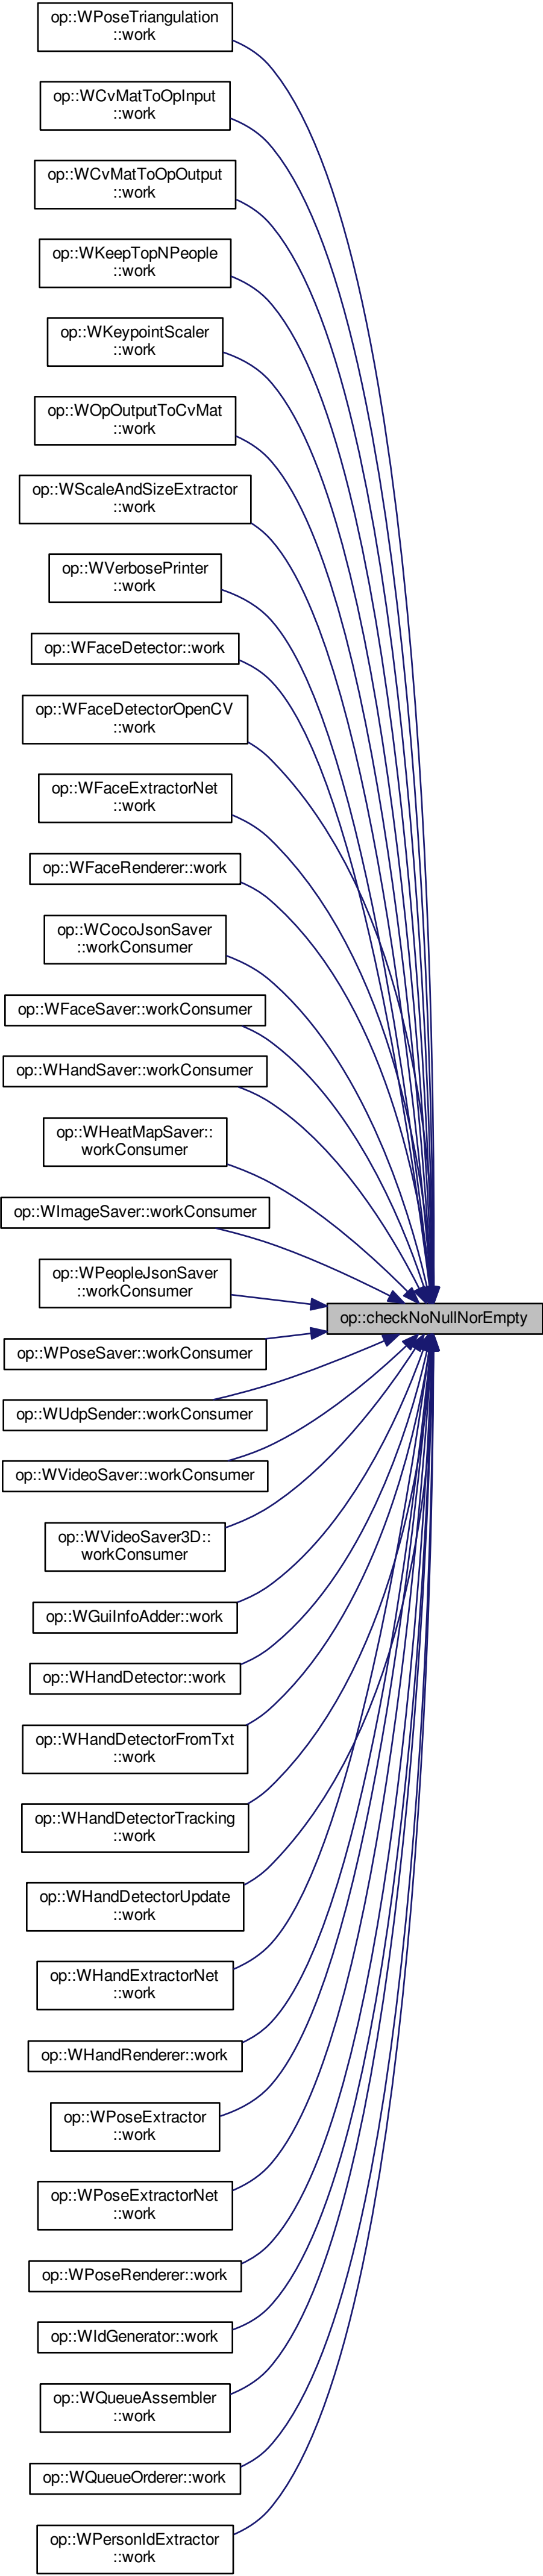 op::WPoseTriangulation
::work
op::WCvMatToOpInput
::work
op::WCvMatToOpOutput
::work
op::WKeepTopNPeople
::work
op::WKeypointScaler
::work
op::WOpOutputToCvMat
::work
op::WScaleAndSizeExtractor
::work
op::WVerbosePrinter
::work
op::WFaceDetector::work
op::WFaceDetectorOpenCV
::work
op::WFaceExtractorNet
::work
op::WFaceRenderer::work
op::WCocoJsonSaver
::workConsumer
op::WFaceSaver::workConsumer
op::WHandSaver::workConsumer
op::WHeatMapSaver::
workConsumer
op::WImageSaver::workConsumer
op::WPeopleJsonSaver
::workConsumer
op::checkNoNullNorEmpty
op::WPoseSaver::workConsumer
op::WUdpSender::workConsumer
op::WVideoSaver::workConsumer
op::WVideoSaver3D::
workConsumer
op::WGuiInfoAdder::work
op::WHandDetector::work
op::WHandDetectorFromTxt
::work
op::WHandDetectorTracking
::work
op::WHandDetectorUpdate
::work
op::WHandExtractorNet
::work
op::WHandRenderer::work
op::WPoseExtractor
::work
op::WPoseExtractorNet
::work
op::WPoseRenderer::work
op::WIdGenerator::work
op::WQueueAssembler
::work
op::WQueueOrderer::work
op::WPersonIdExtractor
::work